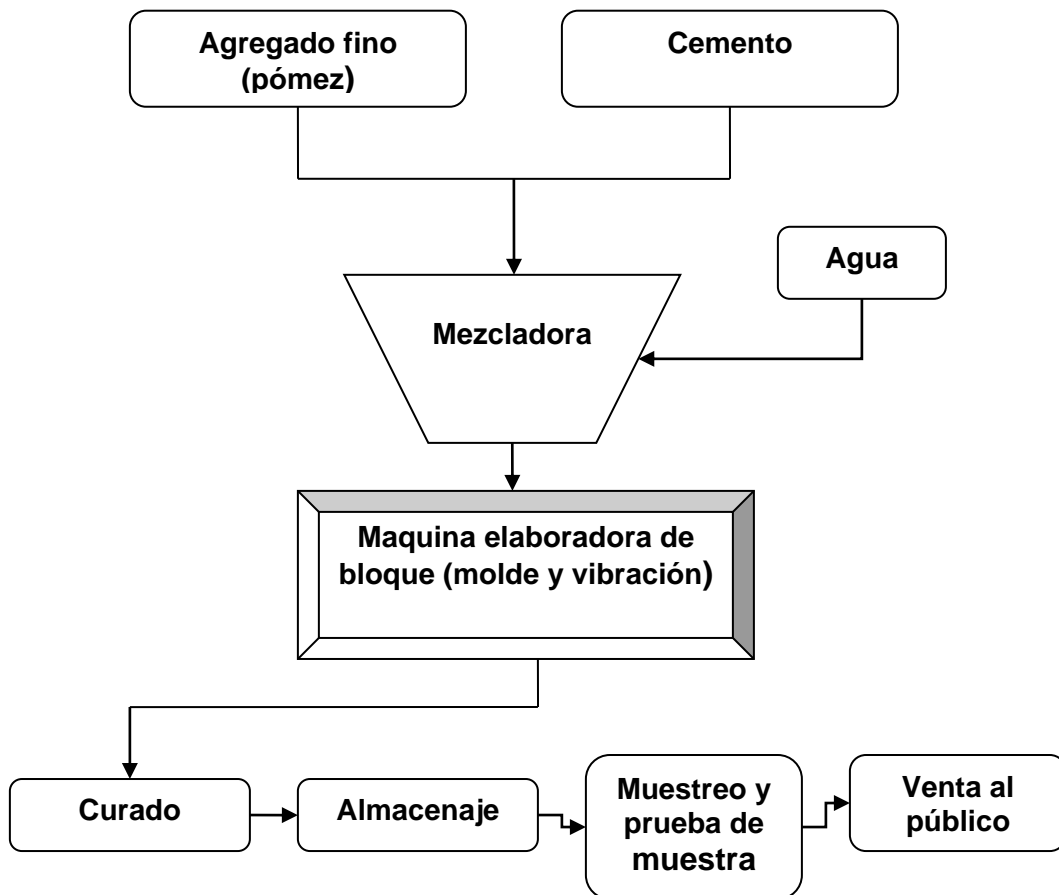 Agregado fino
(pómez)
Cemento
Agua
Mezcladora
Maquina elaboradora de
bloque (molde y vibración)
Curado
Almacenaje
Muestreo y
prueba de
muestra
Venta al
público